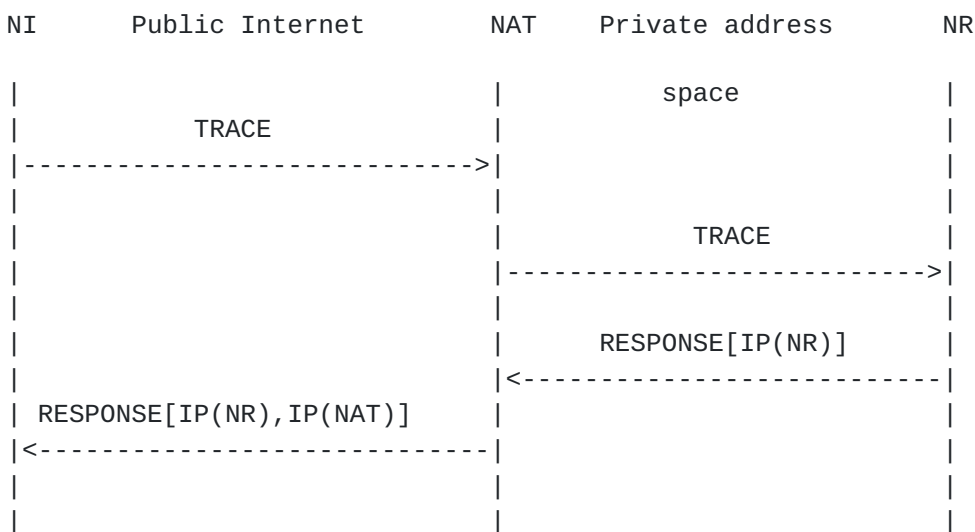 NI Public Internet NAT Private address NR
space
TRACE
TRACE
RESPONSE[IP(NR)]
RESPONSE[IP(NR),IP(NAT)]